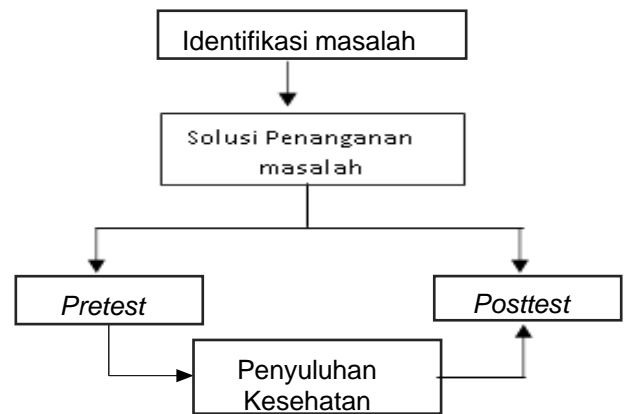 Identifikasi masalah
Solusi Penanganan
masalah
Pretest
Posttest
Penyuluhan
Kesehatan